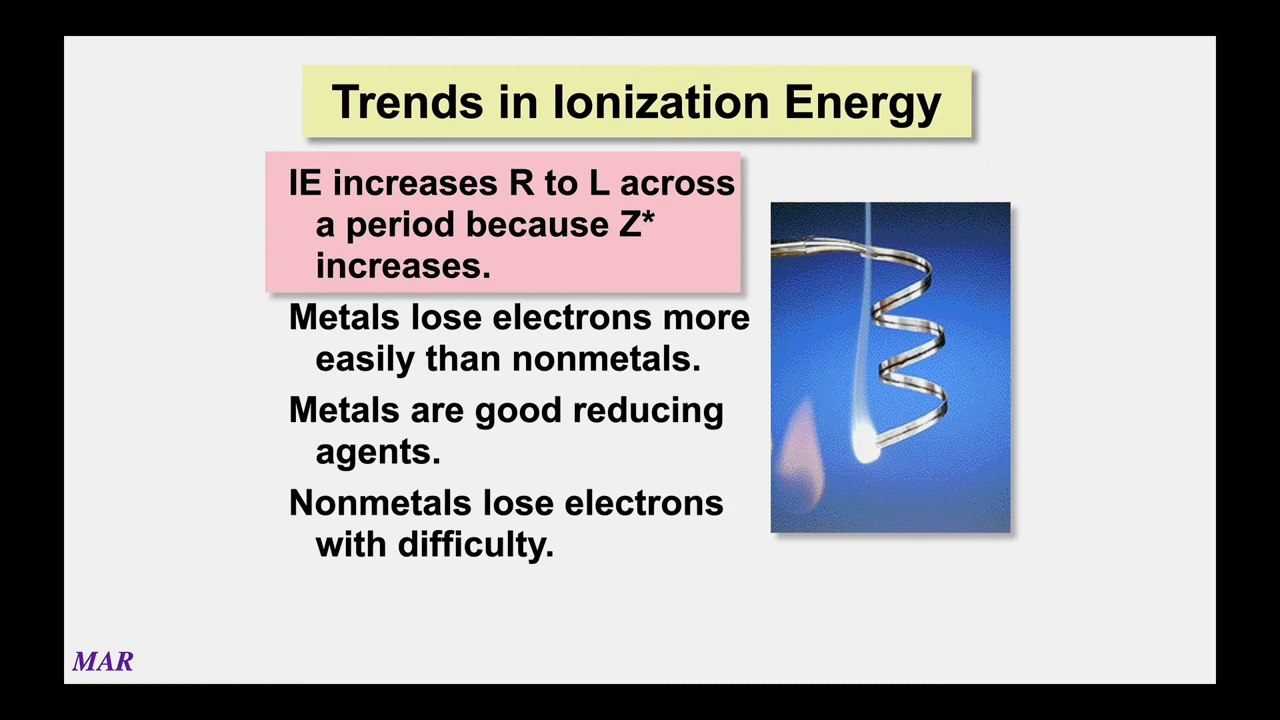 Trends in Ionization Energy
IE increases R to L across
a period because Z*
increases.
Metals lose electrons more
easily than nonmetals.
Metals are good reducing
agents.
Nonmetals lose electrons
with difficulty.
MAR